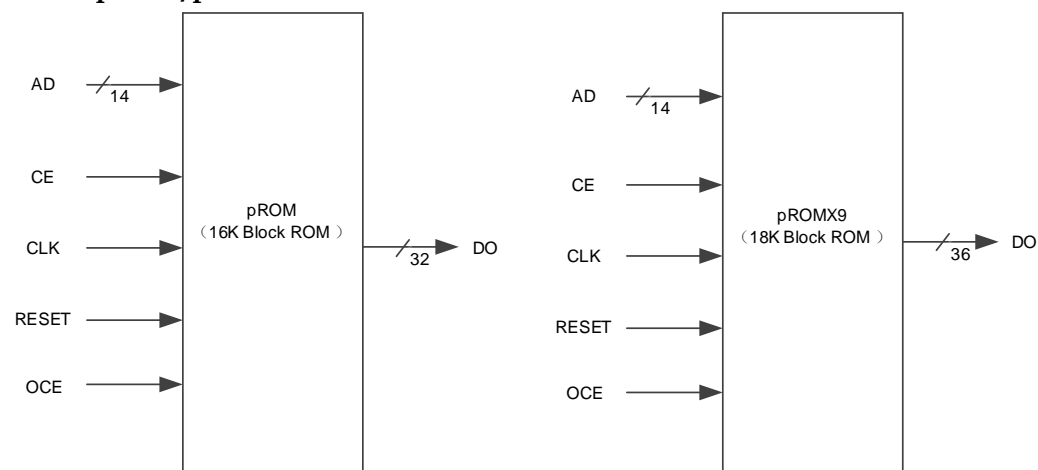 AD
14
CE
CLK
RESET
OCE
pROM
（16K Block ROM ）
32
DO
AD
14
CE
CLK
RESET
OCE
pROMX9
（18K Block ROM ）
36
DO